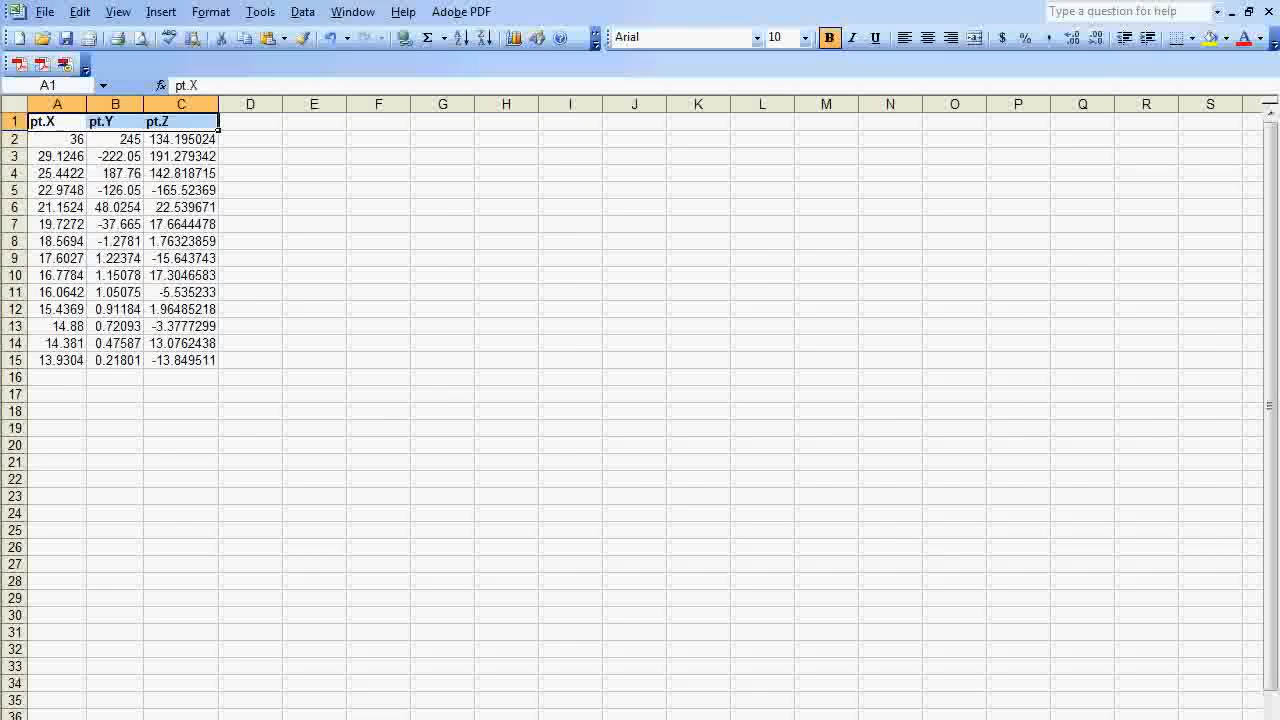 File Edit View Insert Format Tools Data Window Help Adobe PDF Type a question for help
Σ Arial 10 B I U $ % ,
A1 fx pt.X
A B C D E F G H I J K L M N O P Q R S
1 pt.X pt.Y pt.Z
2 36 245 134.195024
3 29.1246 -222.05 191.279342
4 25.4422 187.76 142.818715
5 22.9748 -126.05 -165.52369
6 21.1524 48.0254 22.539671
7 19.7272 -37.665 17.6644478
8 18.5694 -1.2781 1.76323859
9 17.6027 1.22374 -15.643743
10 16.7784 1.15078 17.3046583
11 16.0642 1.05075 -5.535233
12 15.4369 0.91184 1.96485218
13 14.88 0.72093 -3.3777299
14 14.381 0.47587 13.0762438
15 13.9304 0.21801 -13.849511
16
17
18
19
20
21
22
23
24
25
26
27
28
29
30
31
32
33
34
35
36